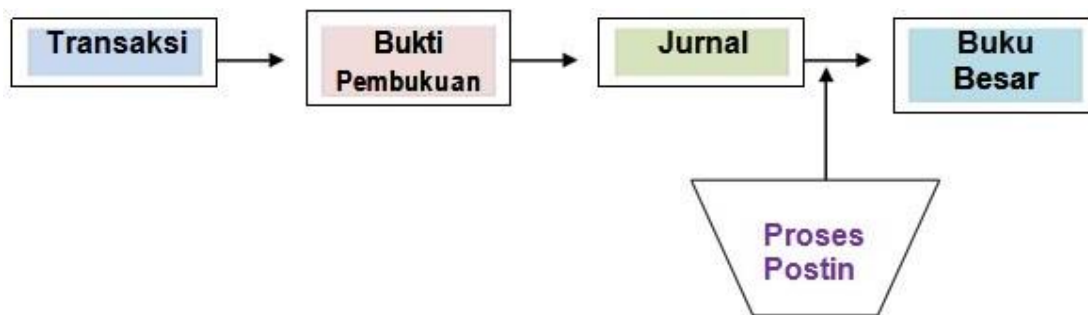 Transaksi
Bukti
Pembukuan
Jurnal
Buku
Besar
Proses
Postin